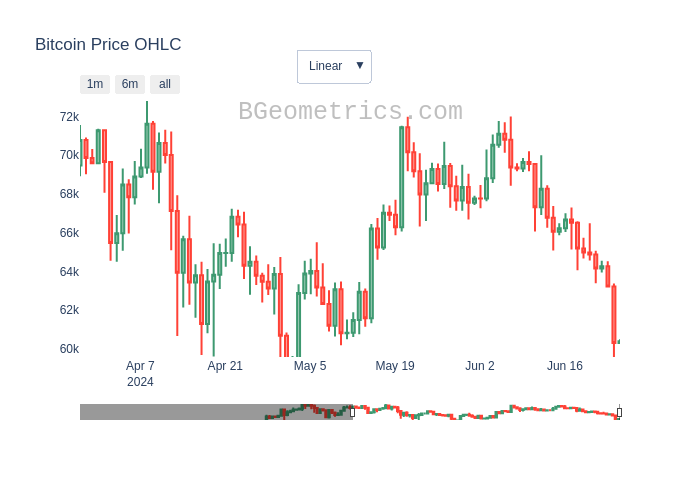 Bitcoin Price OHLC
Linear ▼
1m 6m all
BGeometrics.com
72k
70k
68k
66k
64k
62k
60k
Apr 7 Apr 21 May 5 May 19 Jun 2 Jun 16
2024